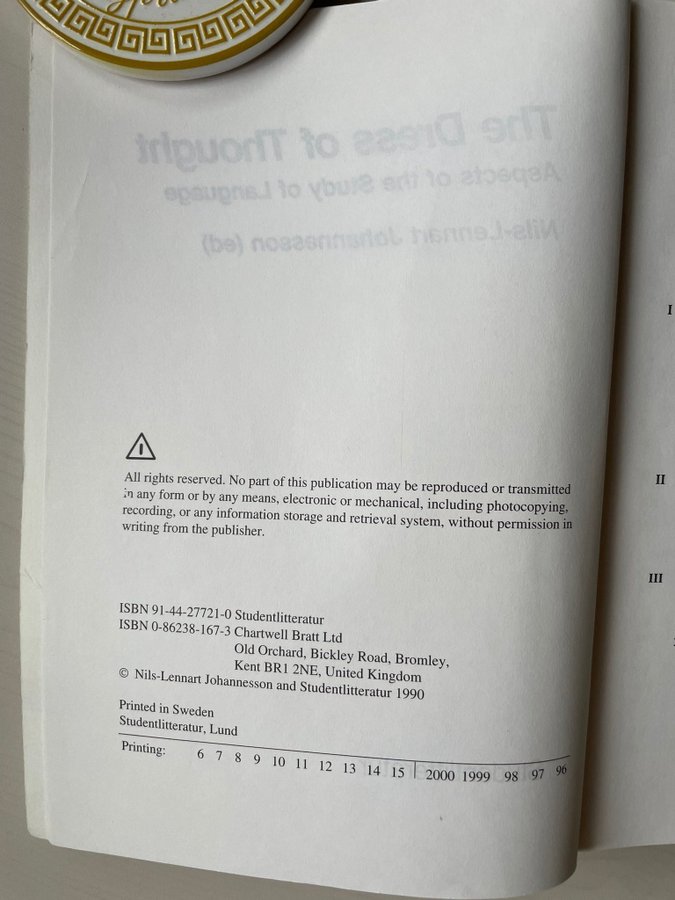 The Dress of Thought
Aspects of the Study of Language
Nils-Lennart Johannesson (ed)
All rights reserved. No part of this publication may be reproduced or transmitted
in any form or by any means, electronic or mechanical, including photocopying,
recording, or any information storage and retrieval system, without permission in
writing from the publisher.
ISBN 91-44-27721-0 Studentlitteratur
ISBN 0-86238-167-3 Chartwell Bratt Ltd
Old Orchard, Bickley Road, Bromley,
Kent BR1 2NE, United Kingdom
© Nils-Lennart Johannesson and Studentlitteratur 1990
Printed in Sweden
Studentlitteratur, Lund
Printing: 6 7 8 9 10 11 12 13 14 15 | 2000 1999 98 97 96
I
II
III